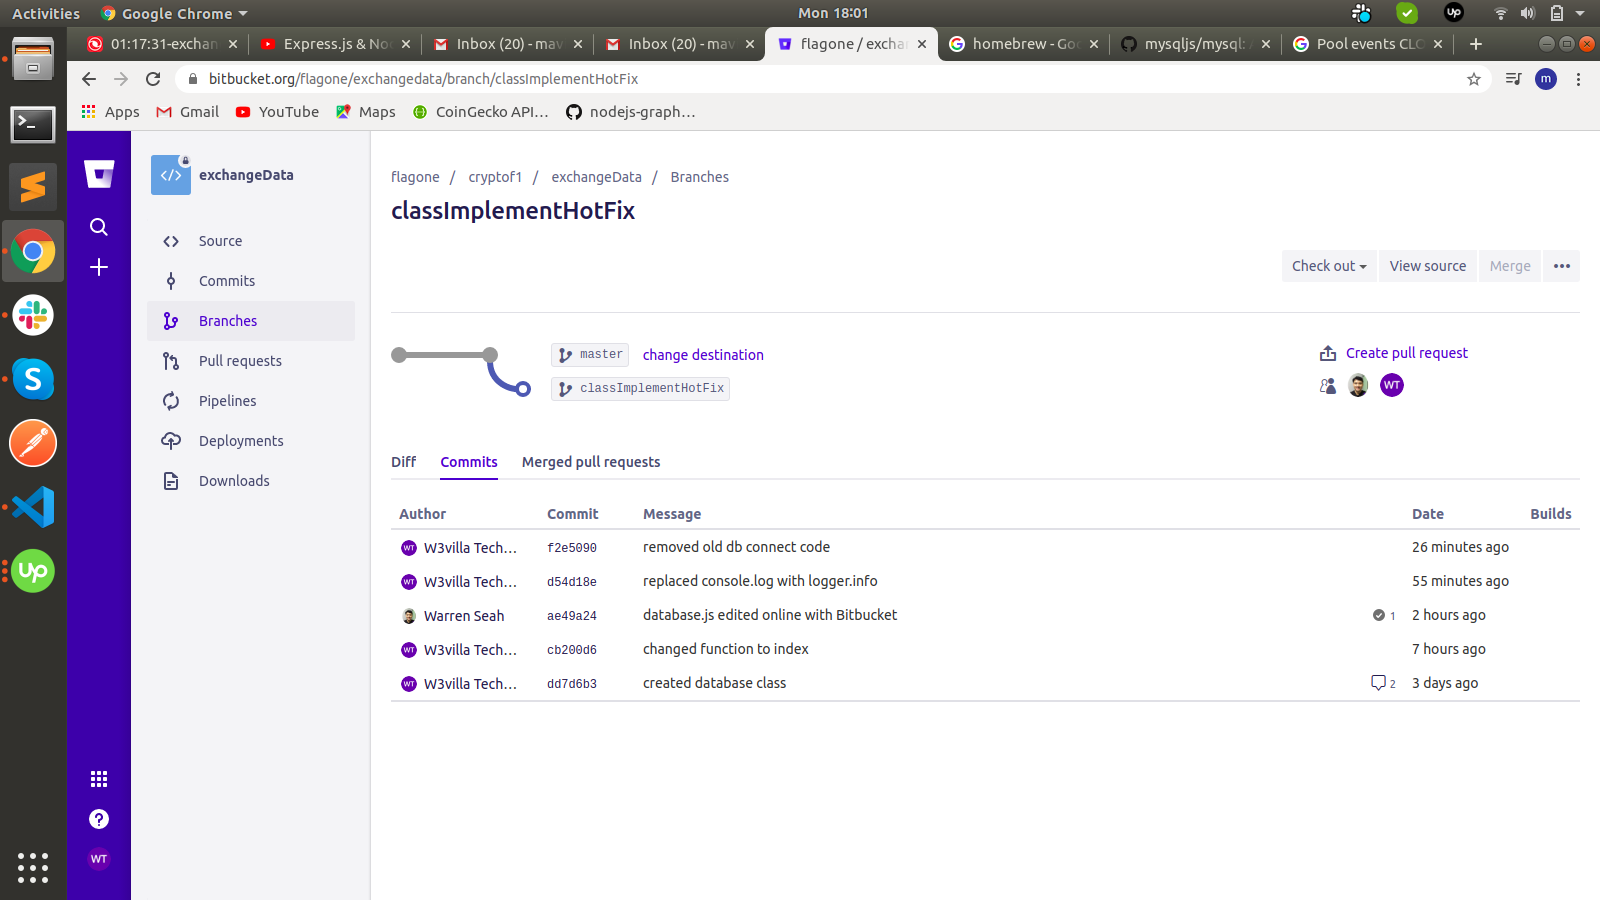 Activities Google Chrome Mon 18:01
01:17:31-exchan Express.js & No Inbox (20) - mav Inbox (20) - mav flagone / exchan homebrew - Goo mysqljs/mysql: Pool events CLO
bitbucket.org/flagone/exchangedata/branch/classImplementHotFix m
Apps Gmail YouTube Maps CoinGecko API... nodejs-graph...
exchangeData
Source
Commits
Branches
Pull requests
Pipelines
Deployments
Downloads
WT
flagone / cryptof1 / exchangeData / Branches
classImplementHotFix
Check out View source Merge
master change destination
classImplementHotFix
Create pull request
WT
Diff Commits Merged pull requests
Author Commit Message Date Builds
WT W3villa Tech... f2e5090 removed old db connect code 26 minutes ago
WT W3villa Tech... d54d18e replaced console.log with logger.info 55 minutes ago
Warren Seah ae49a24 database.js edited online with Bitbucket 1 2 hours ago
WT W3villa Tech... cb200d6 changed function to index 7 hours ago
WT W3villa Tech... dd7d6b3 created database class 2 3 days ago